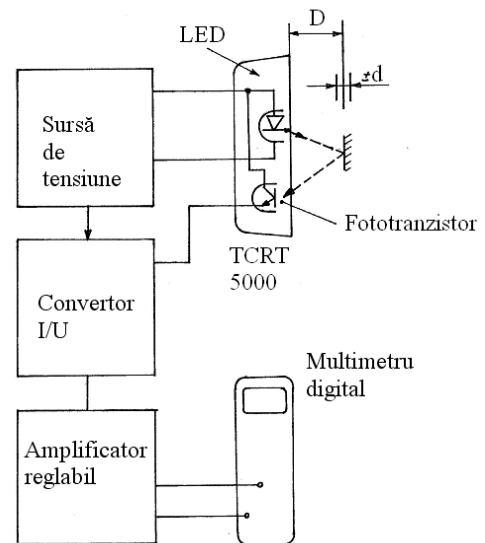 D
LED
±d
Sursă
de
tensiune
Fototranzistor
TCRT
5000
Convertor
I/U
Multimetru
digital
Amplificator
reglabil